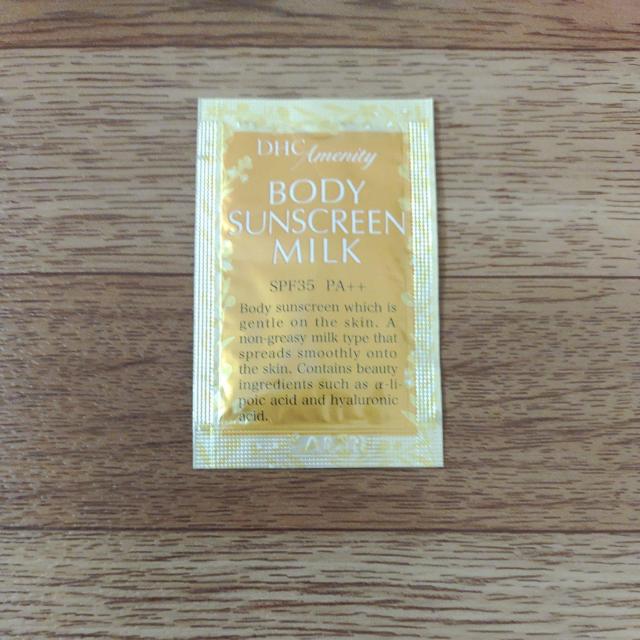 DHC Amenity
BODY
SUNSCREEN
MILK
SPF35 PA++
Body sunscreen which is
gentle on the skin. A
non-greasy milk type that
spreads smoothly onto
the skin. Contains beauty
ingredients such as α-li-
poic acid and hyaluronic
acid.